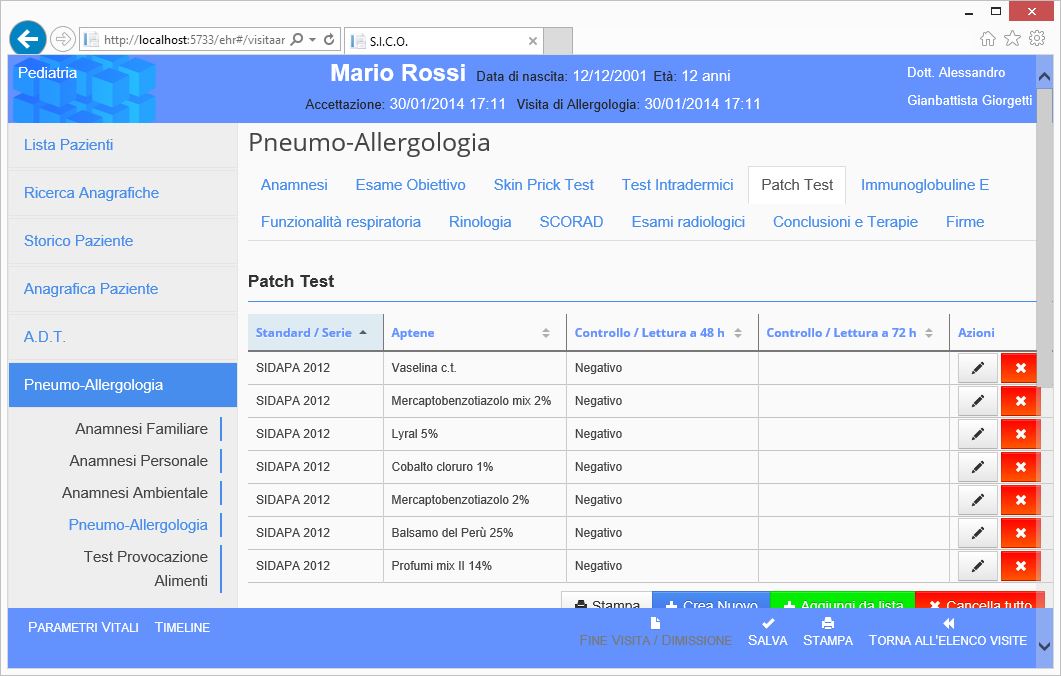 http://localhost:5733/ehr#/visitaar
S.I.C.O.
Pediatria
Mario Rossi Data di nascita: 12/12/2001 Età: 12 anni
Accettazione: 30/01/2014 17:11 Visita di Allergologia: 30/01/2014 17:11
Dott. Alessandro
Gianbattista Giorgetti
Lista Pazienti
Ricerca Anagrafiche
Storico Paziente
Anagrafica Paziente
A.D.T.
Pneumo-Allergologia
Anamnesi Familiare
Anamnesi Personale
Anamnesi Ambientale
Pneumo-Allergologia
Test Provocazione
Alimenti
Pneumo-Allergologia
Anamnesi Esame Obiettivo Skin Prick Test Test Intradermici Patch Test Immunoglobuline E
Funzionalità respiratoria Rinologia SCORAD Esami radiologici Conclusioni e Terapie Firme
Patch Test
Standard / Serie Aptene Controllo / Lettura a 48 h Controllo / Lettura a 72 h Azioni
SIDAPA 2012 Vaselina c.t. Negativo
SIDAPA 2012 Mercaptobenzotiazolo mix 2% Negativo
SIDAPA 2012 Lyral 5% Negativo
SIDAPA 2012 Cobalto cloruro 1% Negativo
SIDAPA 2012 Mercaptobenzotiazolo 2% Negativo
SIDAPA 2012 Balsamo del Perù 25% Negativo
SIDAPA 2012 Profumi mix II 14% Negativo
Stampa Crea Nuovo Aggiungi da lista Cancella tutto
PARAMETRI VITALI TIMELINE
FINE VISITA / DIMISSIONE SALVA STAMPA TORNA ALL'ELENCO VISITE